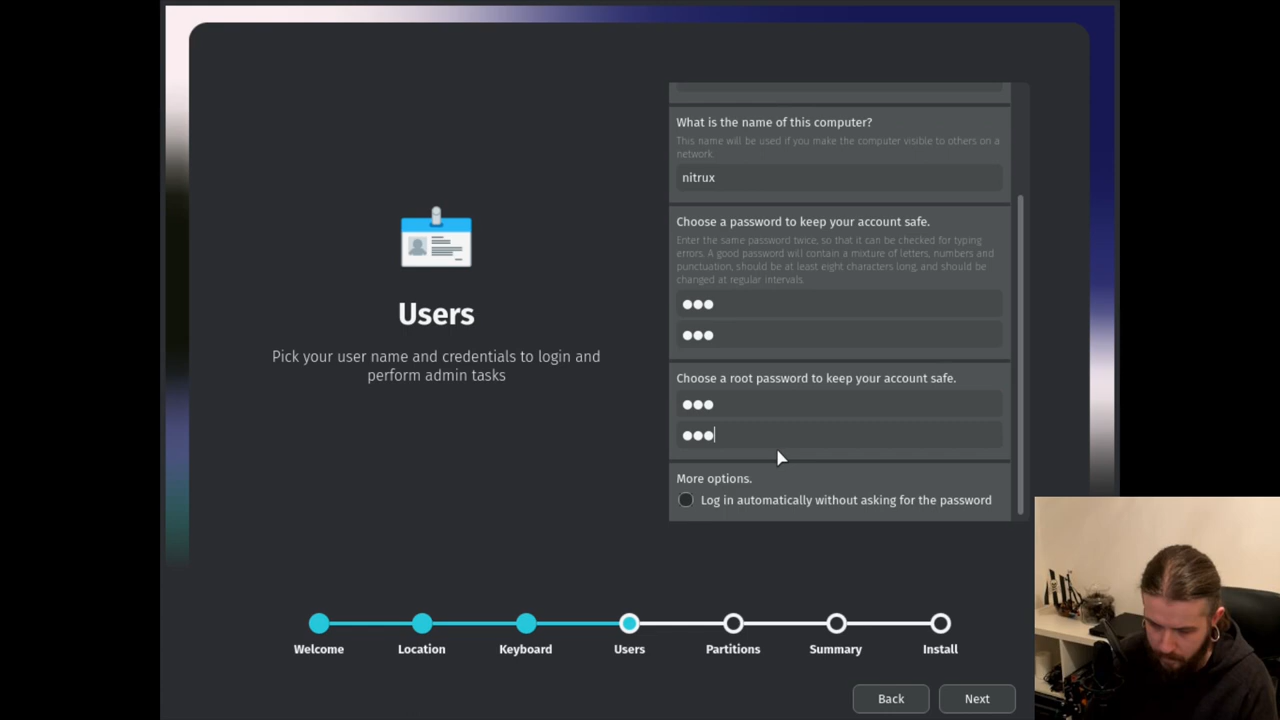 What is the name of this computer?
This name will be used if you make the computer visible to others on a
network.
nitrux
Choose a password to keep your account safe.
Enter the same password twice, so that it can be checked for typing
errors. A good password will contain a mixture of letters, numbers and
punctuation, should be at least eight characters long, and should be
changed at regular intervals.
Users
Pick your user name and credentials to login and
perform admin tasks
Choose a root password to keep your account safe.
More options.
Log in automatically without asking for the password
Welcome
Location
Keyboard
Users
Partitions
Summary
Install
Back
Next